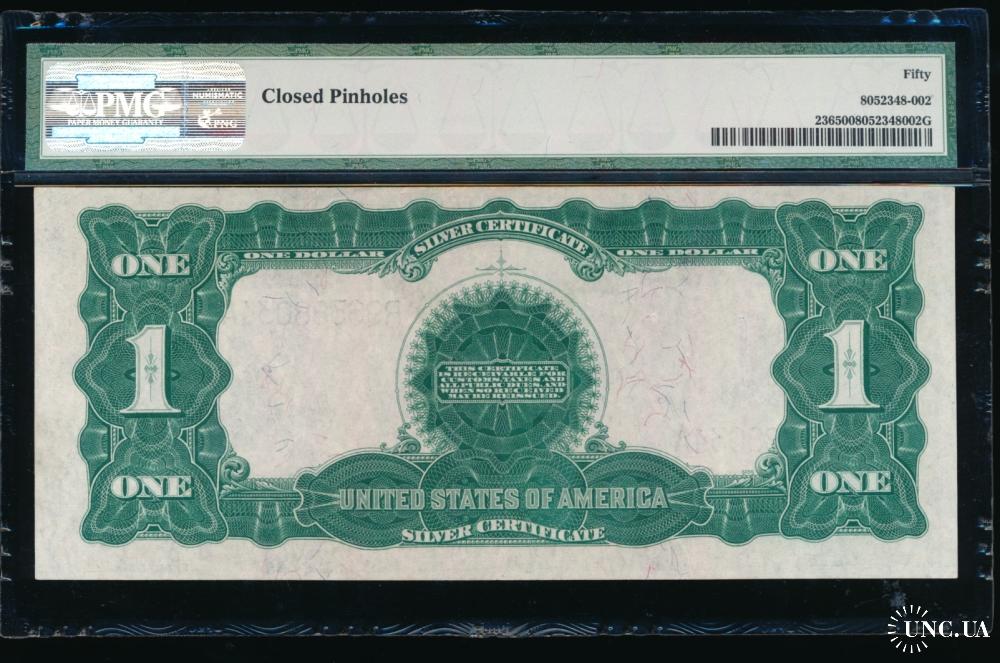 PMG
PAPER MONEY GUARANTY
NUMISMATIC
PNG
Closed Pinholes
Fifty
8052348-002
2365008052348002G
SILVER CERTIFICATE
ONE DOLLAR
ONE DOLLAR
ONE
ONE
1
1
THIS CERTIFICATE
IS RECEIVABLE FOR
CUSTOMS, TAXES AND
ALL PUBLIC DUES, AND
WHEN SO RECEIVED
MAY BE REISSUED.
ONE
ONE
UNITED STATES OF AMERICA
SILVER CERTIFICATE
UNC.UA